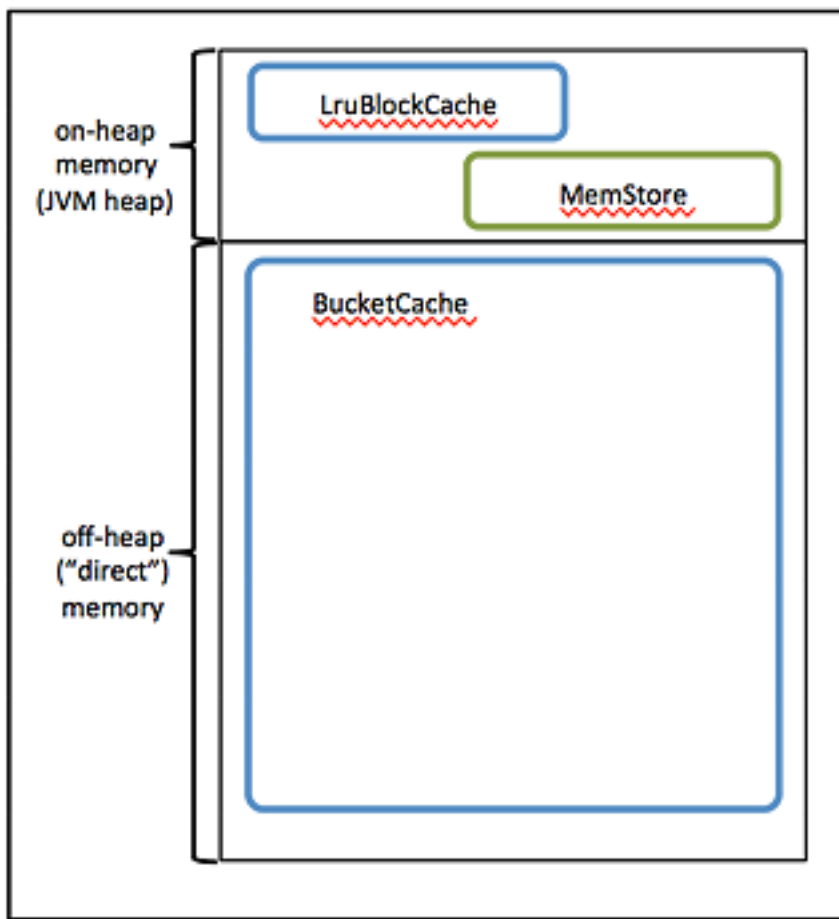 LruBlockCache
on-heap
memory
(JVM heap)
MemStore
BucketCache
off-heap
(“direct”)
memory